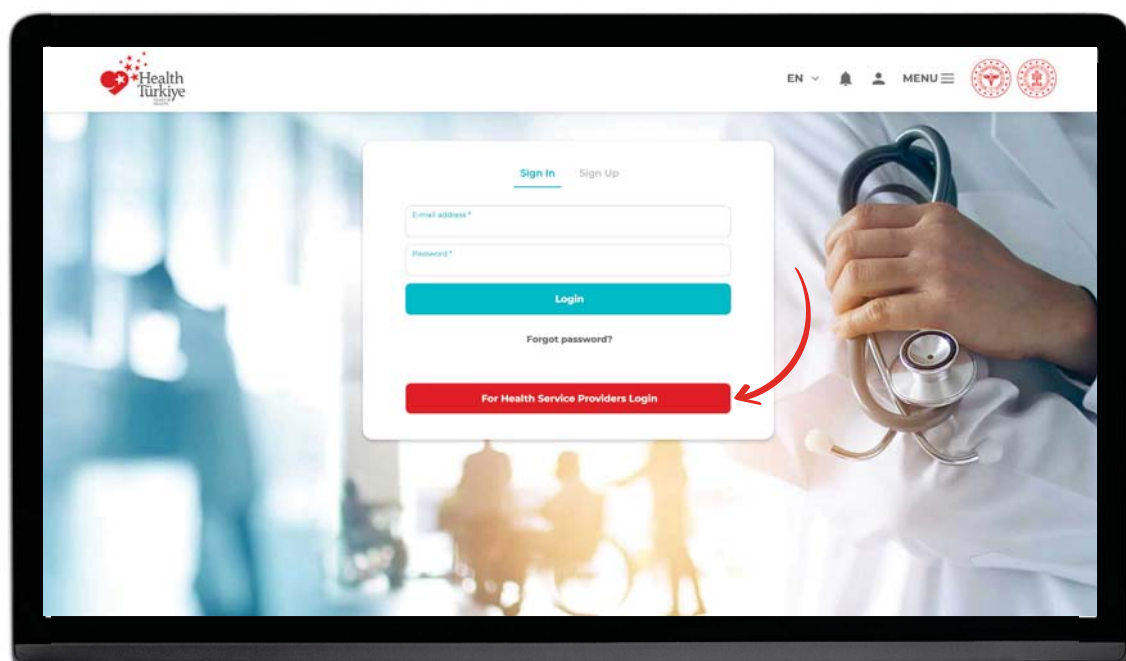 Health
Türkiye
EN
MENU
Sign In Sign Up
E-mail address *
Password *
Login
Forgot password?
For Health Service Providers Login